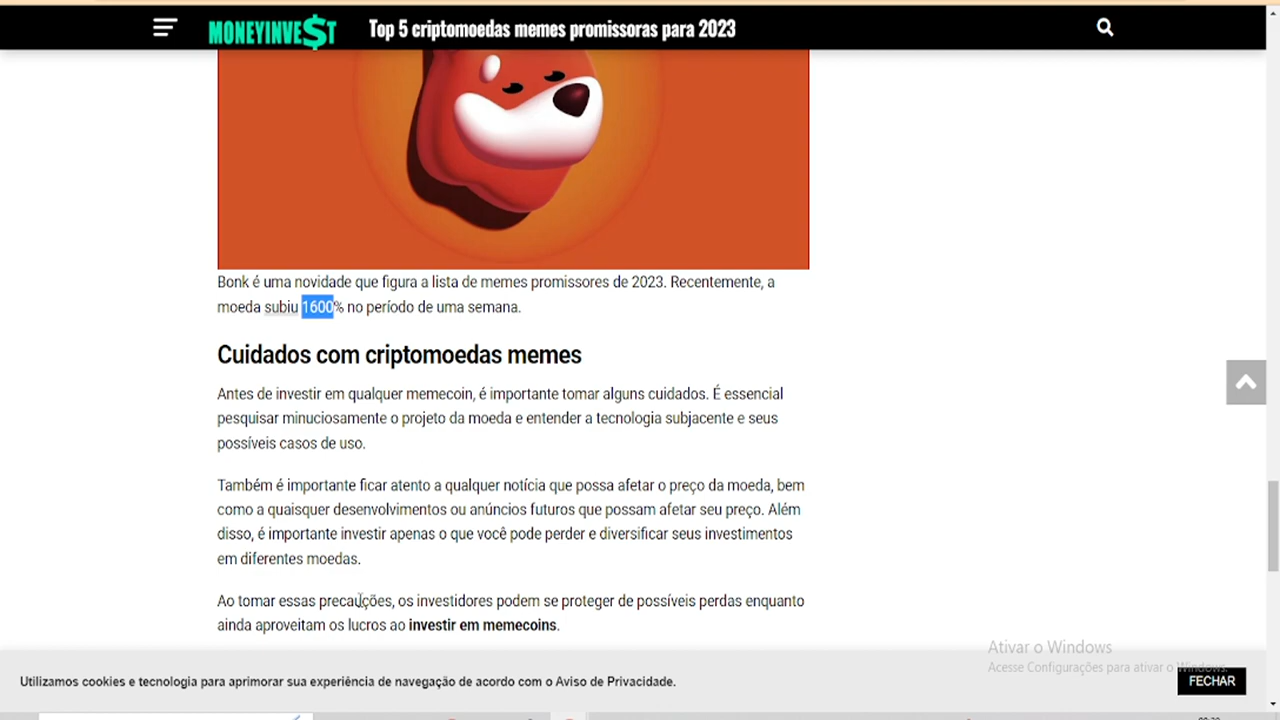 MONEYINVE$T
Top 5 criptomoedas memes promissoras para 2023
Bonk é uma novidade que figura a lista de memes promissores de 2023. Recentemente, a
moeda subiu 1600% no período de uma semana.
Cuidados com criptomoedas memes
Antes de investir em qualquer memecoin, é importante tomar alguns cuidados. É essencial
pesquisar minuciosamente o projeto da moeda e entender a tecnologia subjacente e seus
possíveis casos de uso.
Também é importante ficar atento a qualquer notícia que possa afetar o preço da moeda, bem
como a quaisquer desenvolvimentos ou anúncios futuros que possam afetar seu preço. Além
disso, é importante investir apenas o que você pode perder e diversificar seus investimentos
em diferentes moedas.
Ao tomar essas precauções, os investidores podem se proteger de possíveis perdas enquanto
ainda aproveitam os lucros ao investir em memecoins.
Ativar o Windows
Acesse Configurações para ativar o Windows.
Utilizamos cookies e tecnologia para aprimorar sua experiência de navegação de acordo com o Aviso de Privacidade.
FECHAR